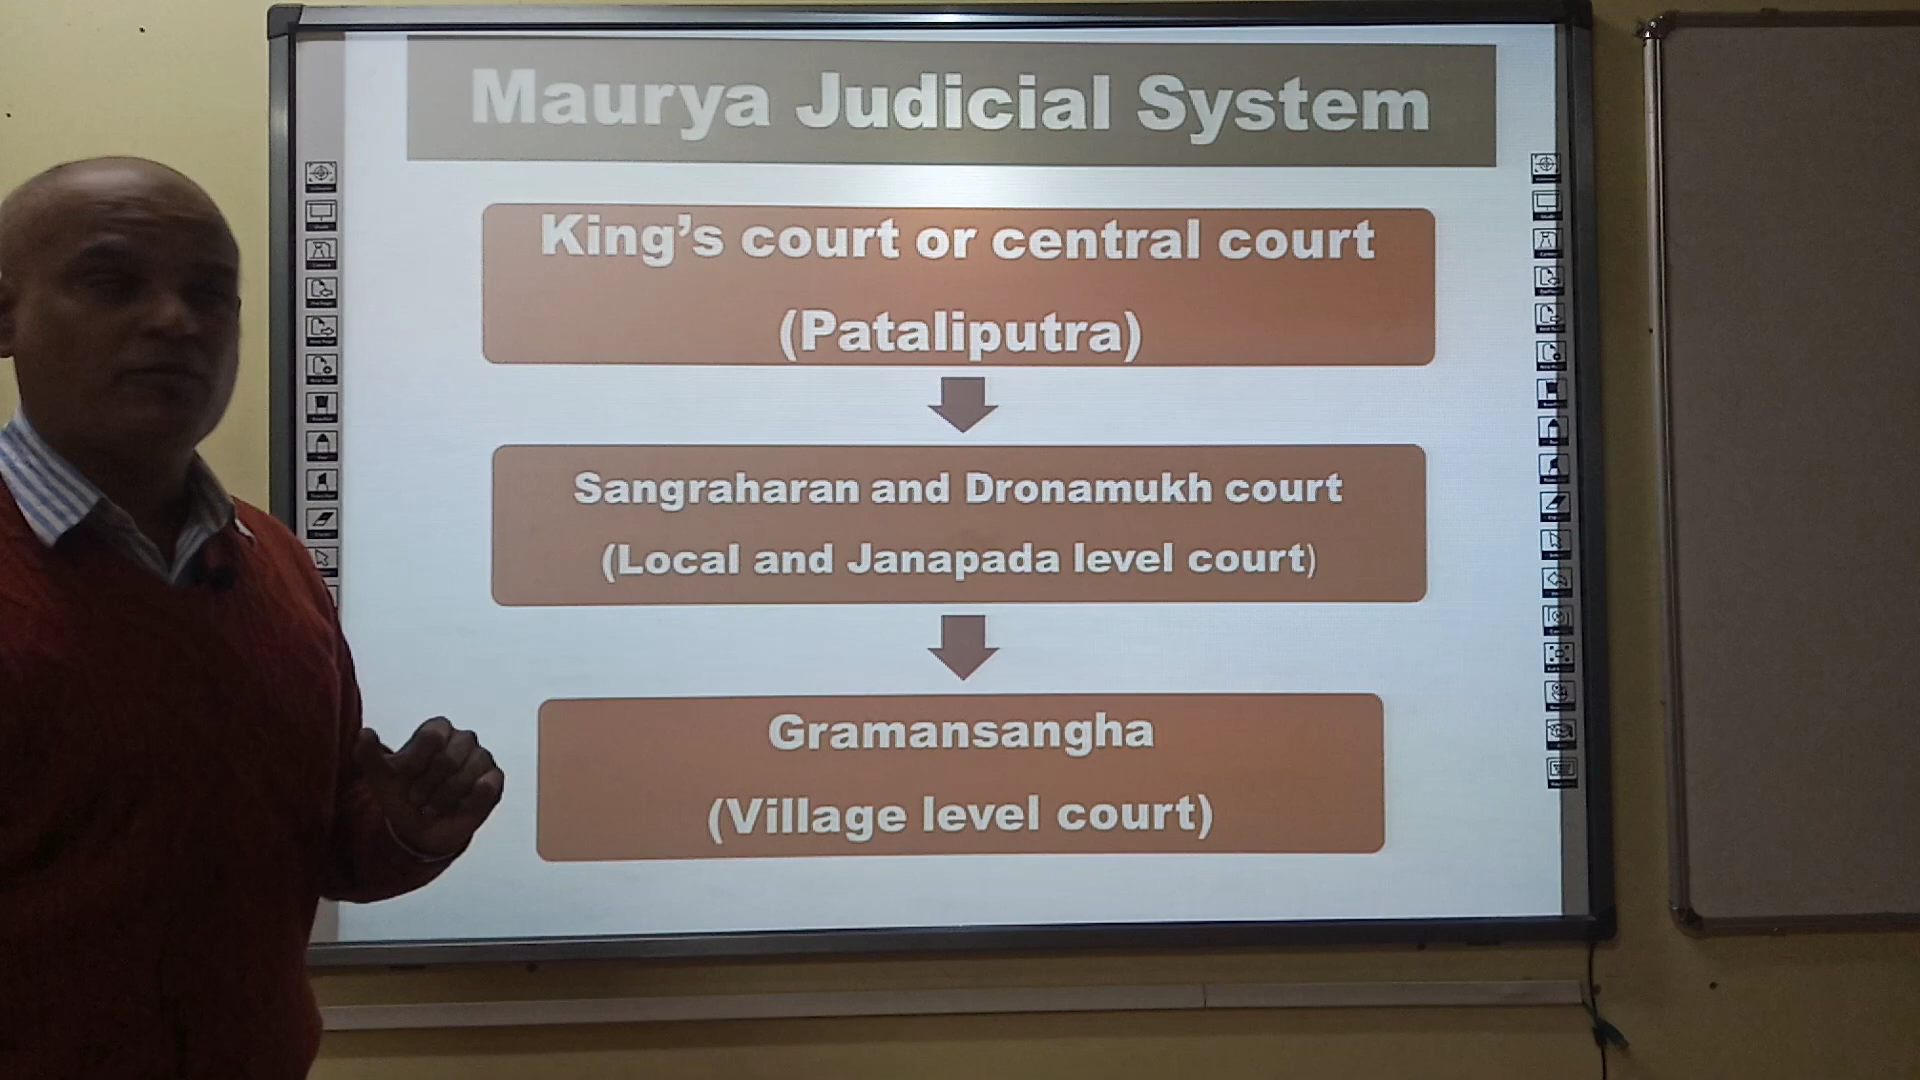 Maurya Judicial System
King's court or central court
(Pataliputra)
Sangraharan and Dronamukh court
(Local and Janapada level court)
Gramansangha
(Village level court)